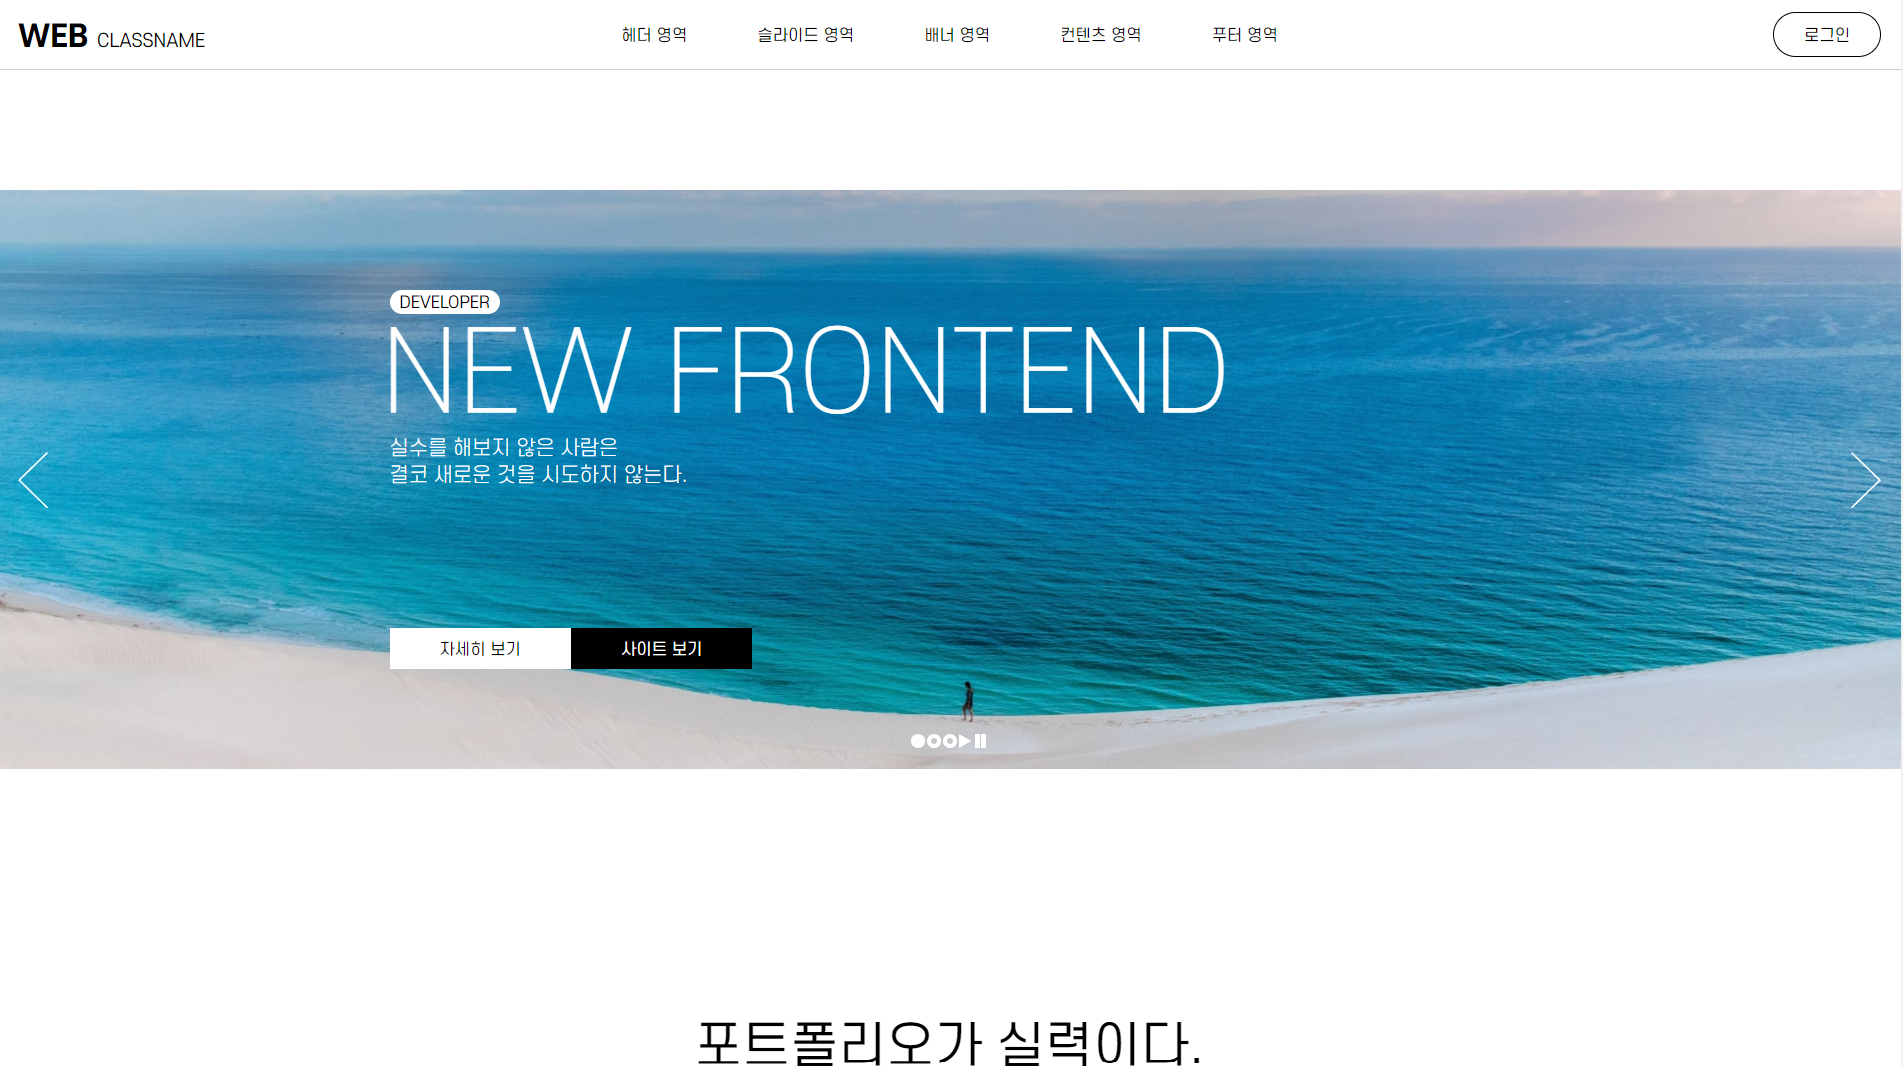 WEB CLASSNAME
헤더 영역 슬라이드 영역 배너 영역 컨텐츠 영역 푸터 영역
로그인
DEVELOPER
NEW FRONTEND
실수를 해보지 않은 사람은
결코 새로운 것을 시도하지 않는다.
자세히 보기 사이트 보기
포트폴리오가 실력이다.